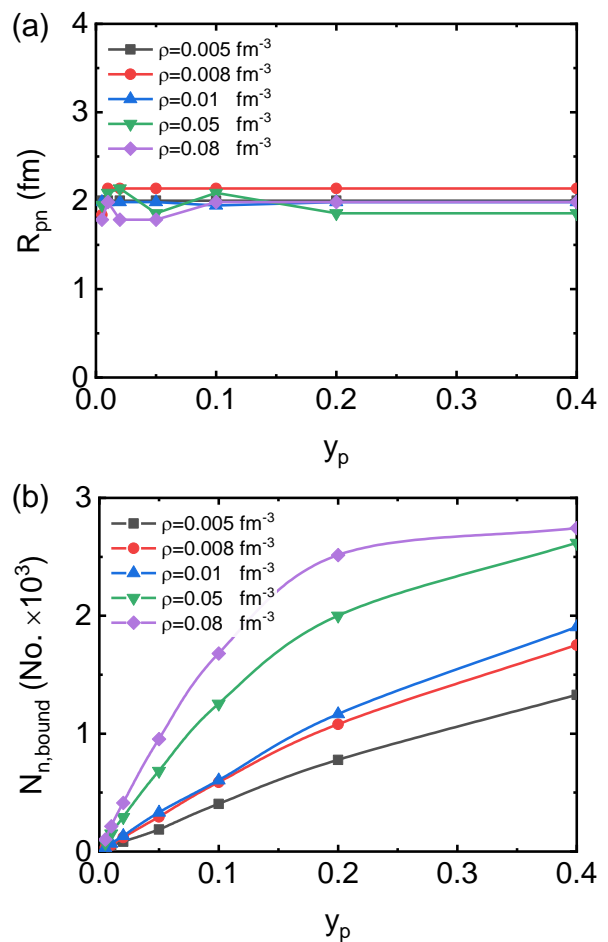 (a)
4
3
2
1
0
R_pn (fm)
ρ=0.005 fm⁻³
ρ=0.008 fm⁻³
ρ=0.01 fm⁻³
ρ=0.05 fm⁻³
ρ=0.08 fm⁻³
0.0 0.1 0.2 0.3 0.4
y_p
(b)
3
2
1
0
N_n,bound (No. ×10³)
ρ=0.005 fm⁻³
ρ=0.008 fm⁻³
ρ=0.01 fm⁻³
ρ=0.05 fm⁻³
ρ=0.08 fm⁻³
0.0 0.1 0.2 0.3 0.4
y_p